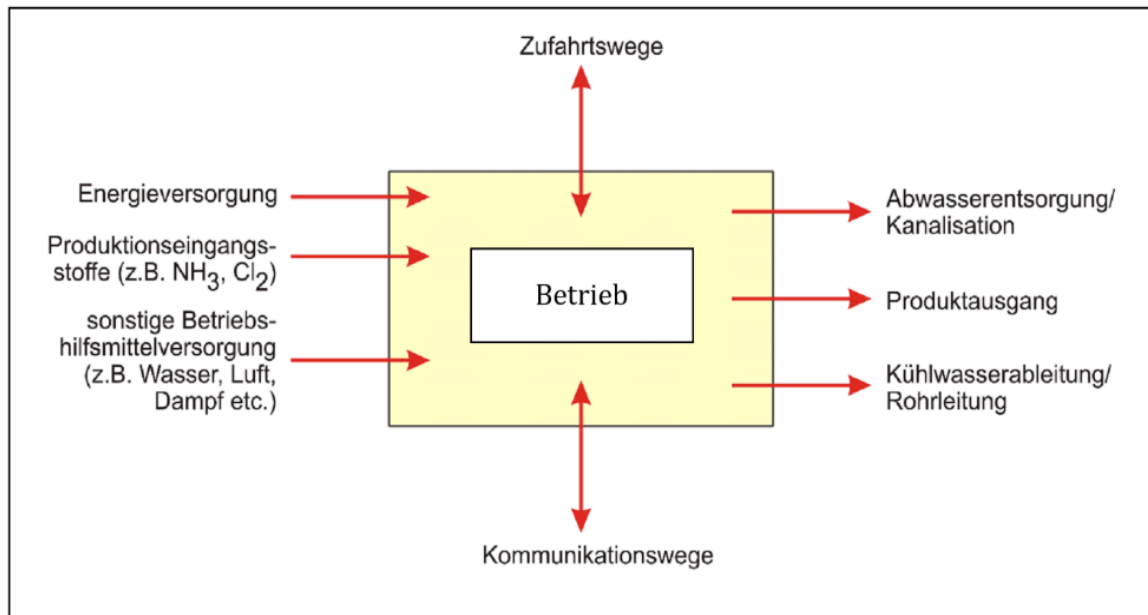 Zufahrtswege
Energieversorgung
Produktionseingangs-
stoffe (z.B. NH3, Cl2)
sonstige Betriebs-
hilfsmittelversorgung
(z.B. Wasser, Luft,
Dampf etc.)
Betrieb
Abwasserentsorgung/
Kanalisation
Produktausgang
Kühlwasserableitung/
Rohrleitung
Kommunikationswege